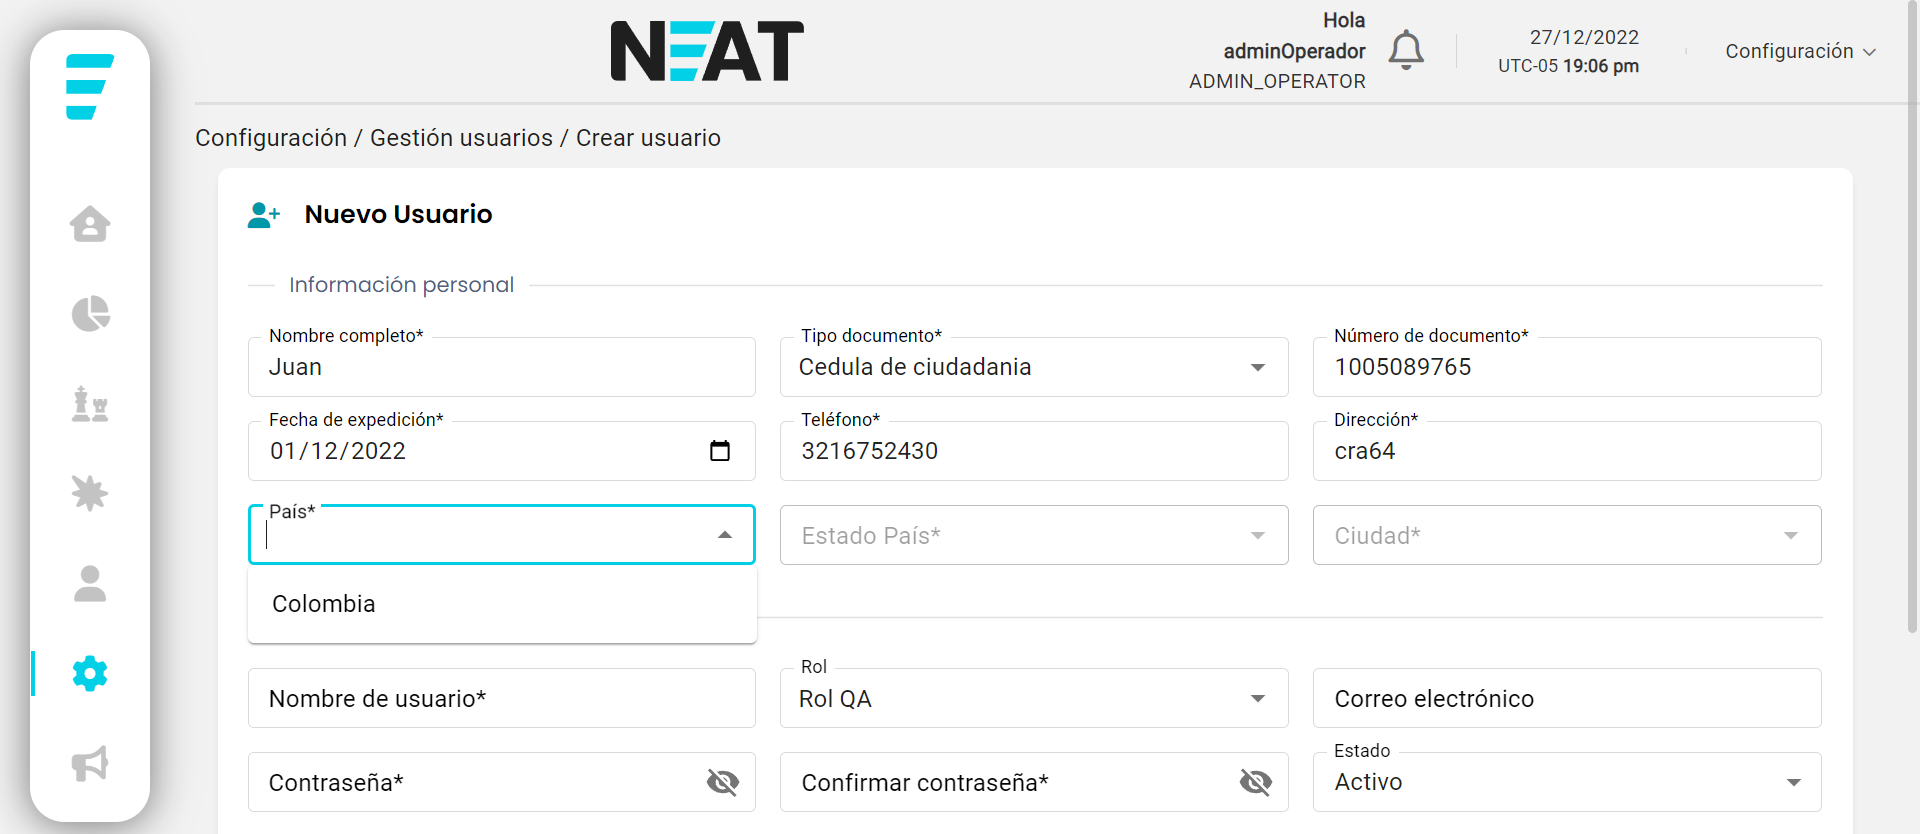 NEAT
Hola
adminOperador
ADMIN_OPERATOR
27/12/2022
UTC-05 19:06 pm
Configuración
Configuración / Gestión usuarios / Crear usuario
Nuevo Usuario
Información personal
Nombre completo*
Juan
Tipo documento*
Cedula de ciudadania
Número de documento*
1005089765
Fecha de expedición*
01/12/2022
Teléfono*
3216752430
Dirección*
cra64
País*
Estado País*
Ciudad*
Colombia
Nombre de usuario*
Rol
Rol QA
Correo electrónico
Contraseña*
Confirmar contraseña*
Estado
Activo